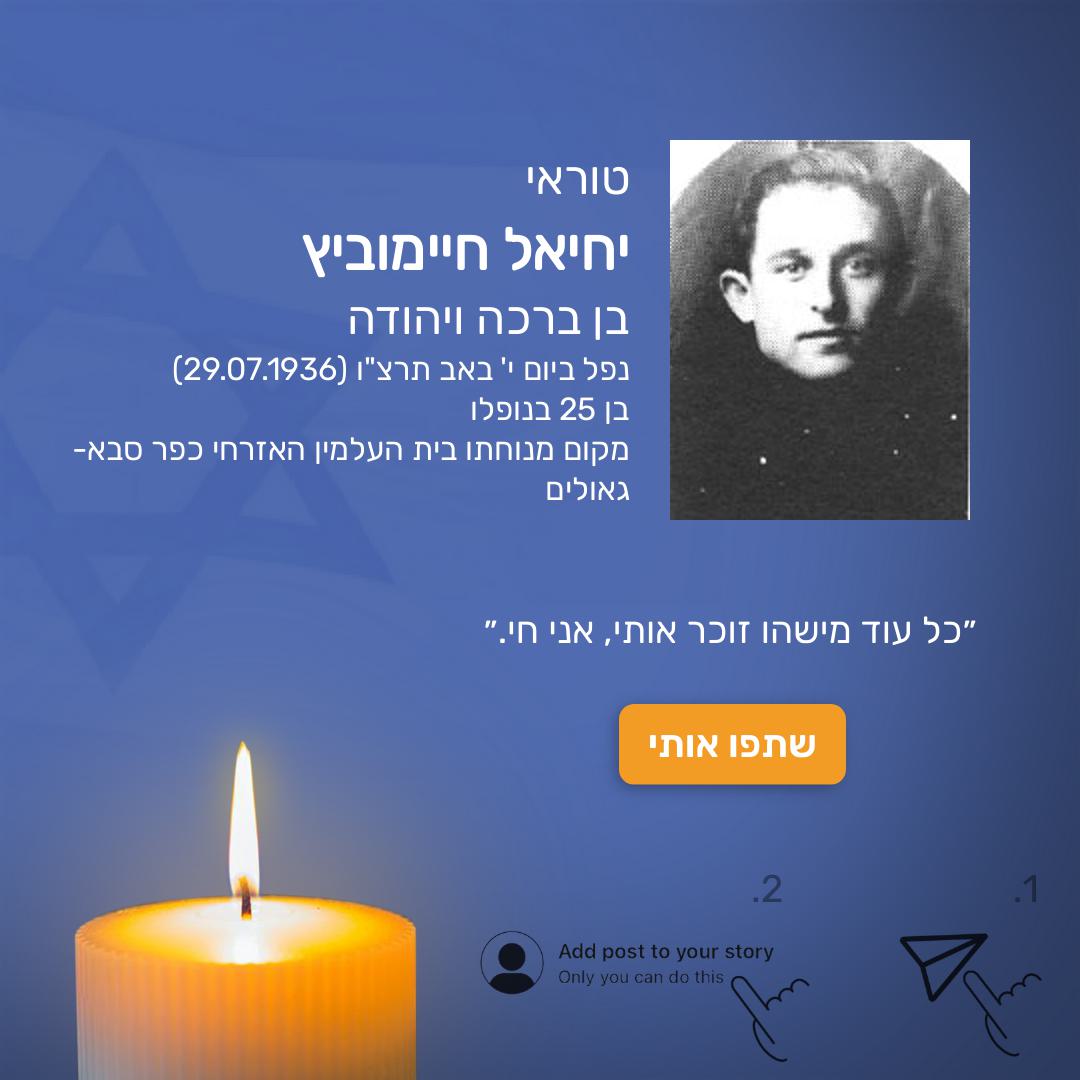 טוראי
יחיאל חיימוביץ
בן ברכה ויהודה
נפל ביום י' באב תרצ"ו (29.07.1936)
בן 25 בנופלו
מקום מנוחתו בית העלמין האזרחי כפר סבא-
גאולים
״כל עוד מישהו זוכר אותי, אני חי.״
שתפו אותי
1.
2.
Add post to your story
Only you can do this